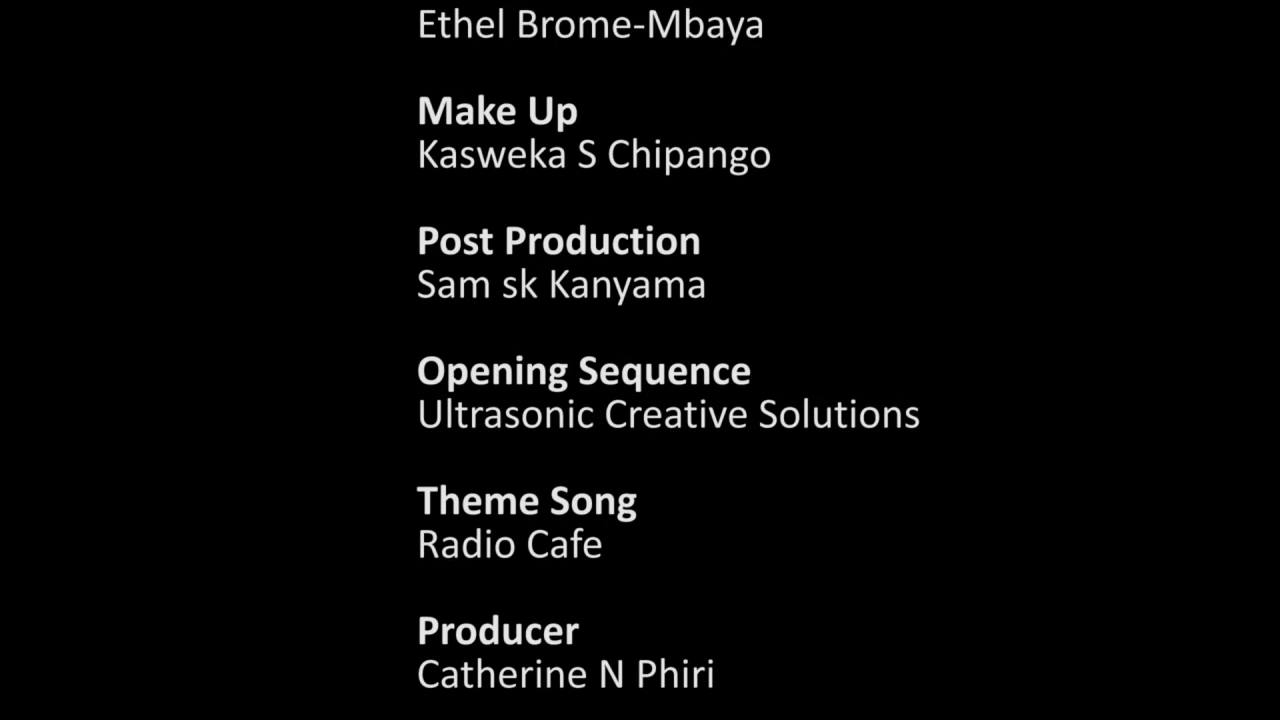 Ethel Brome-Mbaya
Make Up
Kasweka S Chipango
Post Production
Sam sk Kanyama
Opening Sequence
Ultrasonic Creative Solutions
Theme Song
Radio Cafe
Producer
Catherine N Phiri